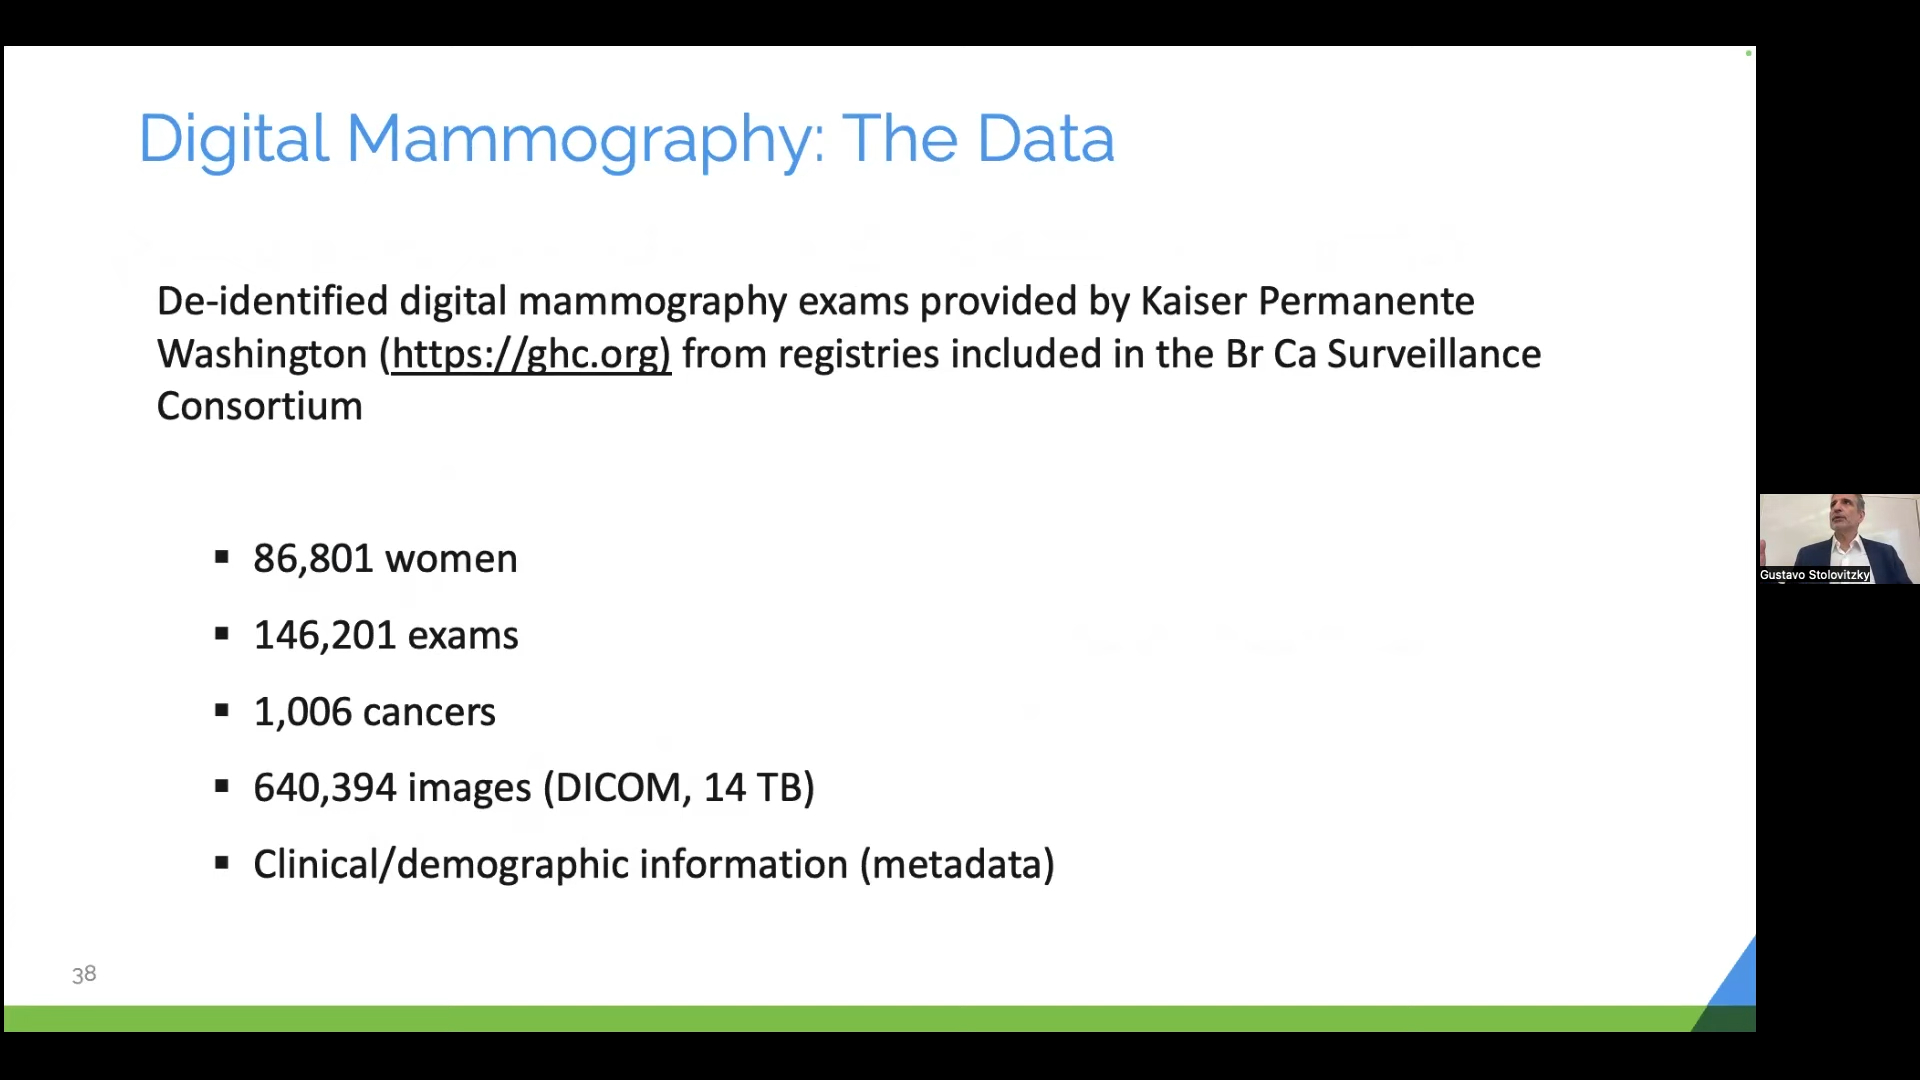 Digital Mammography: The Data
De-identified digital mammography exams provided by Kaiser Permanente
Washington (https://ghc.org) from registries included in the Br Ca Surveillance
Consortium
▪ 86,801 women
▪ 146,201 exams
▪ 1,006 cancers
▪ 640,394 images (DICOM, 14 TB)
▪ Clinical/demographic information (metadata)
38
Gustavo Stolovitzky